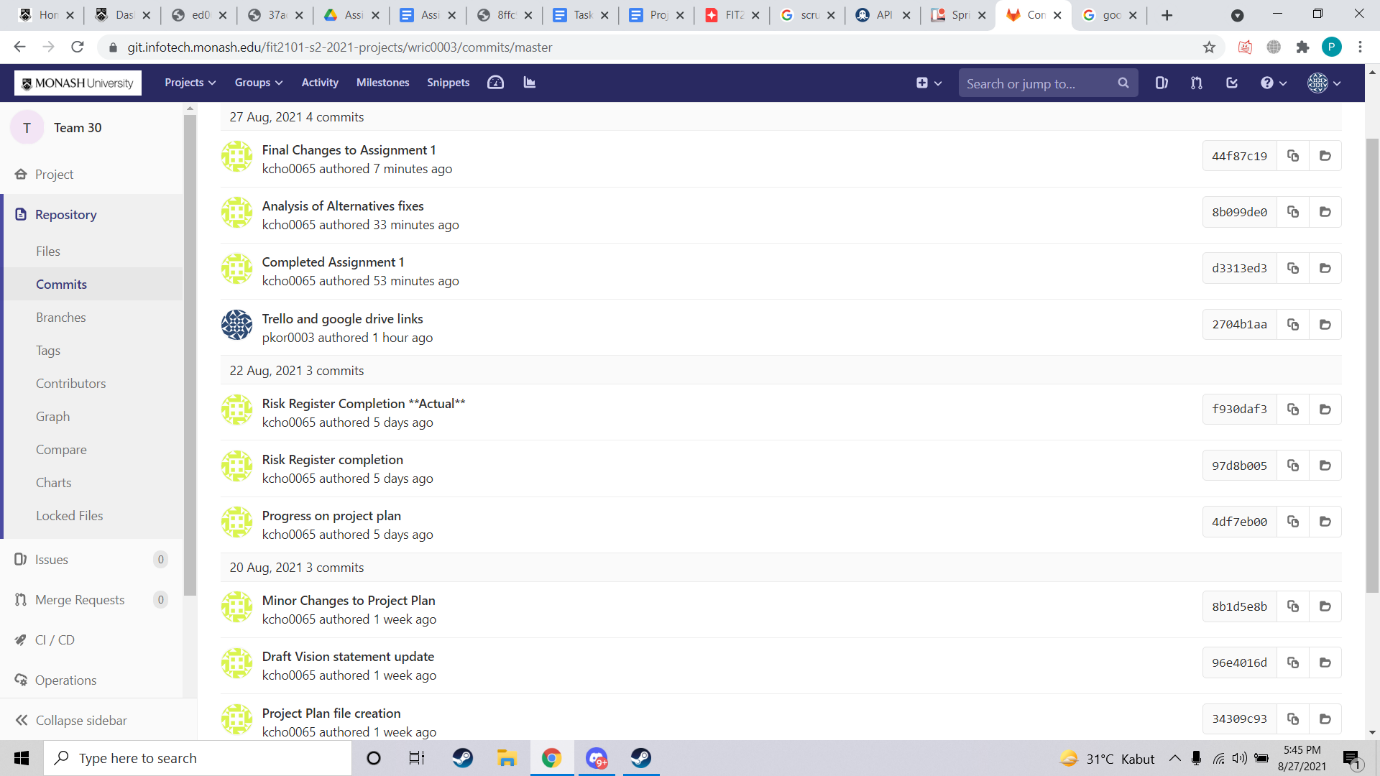 Hor
Das
ed0
37a
Assi
Assi
8ffc
Task
Proj
FIT2
scru
API
Spri
Con
goo
git.infotech.monash.edu/fit2101-s2-2021-projects/wric0003/commits/master
P
MONASH University
Projects
Groups
Activity
Milestones
Snippets
Search or jump to...
T
Team 30
Project
Repository
Files
Commits
Branches
Tags
Contributors
Graph
Compare
Charts
Locked Files
Issues 0
Merge Requests 0
CI / CD
Operations
Collapse sidebar
27 Aug, 2021 4 commits
Final Changes to Assignment 1
kcho0065 authored 7 minutes ago
44f87c19
Analysis of Alternatives fixes
kcho0065 authored 33 minutes ago
8b099de0
Completed Assignment 1
kcho0065 authored 53 minutes ago
d3313ed3
Trello and google drive links
pkor0003 authored 1 hour ago
2704b1aa
22 Aug, 2021 3 commits
Risk Register Completion **Actual**
kcho0065 authored 5 days ago
f930daf3
Risk Register completion
kcho0065 authored 5 days ago
97d8b005
Progress on project plan
kcho0065 authored 5 days ago
4df7eb00
20 Aug, 2021 3 commits
Minor Changes to Project Plan
kcho0065 authored 1 week ago
8b1d5e8b
Draft Vision statement update
kcho0065 authored 1 week ago
96e4016d
Project Plan file creation
kcho0065 authored 1 week ago
34309c93
Type here to search
9+
31°C Kabut
5:45 PM
8/27/2021
1